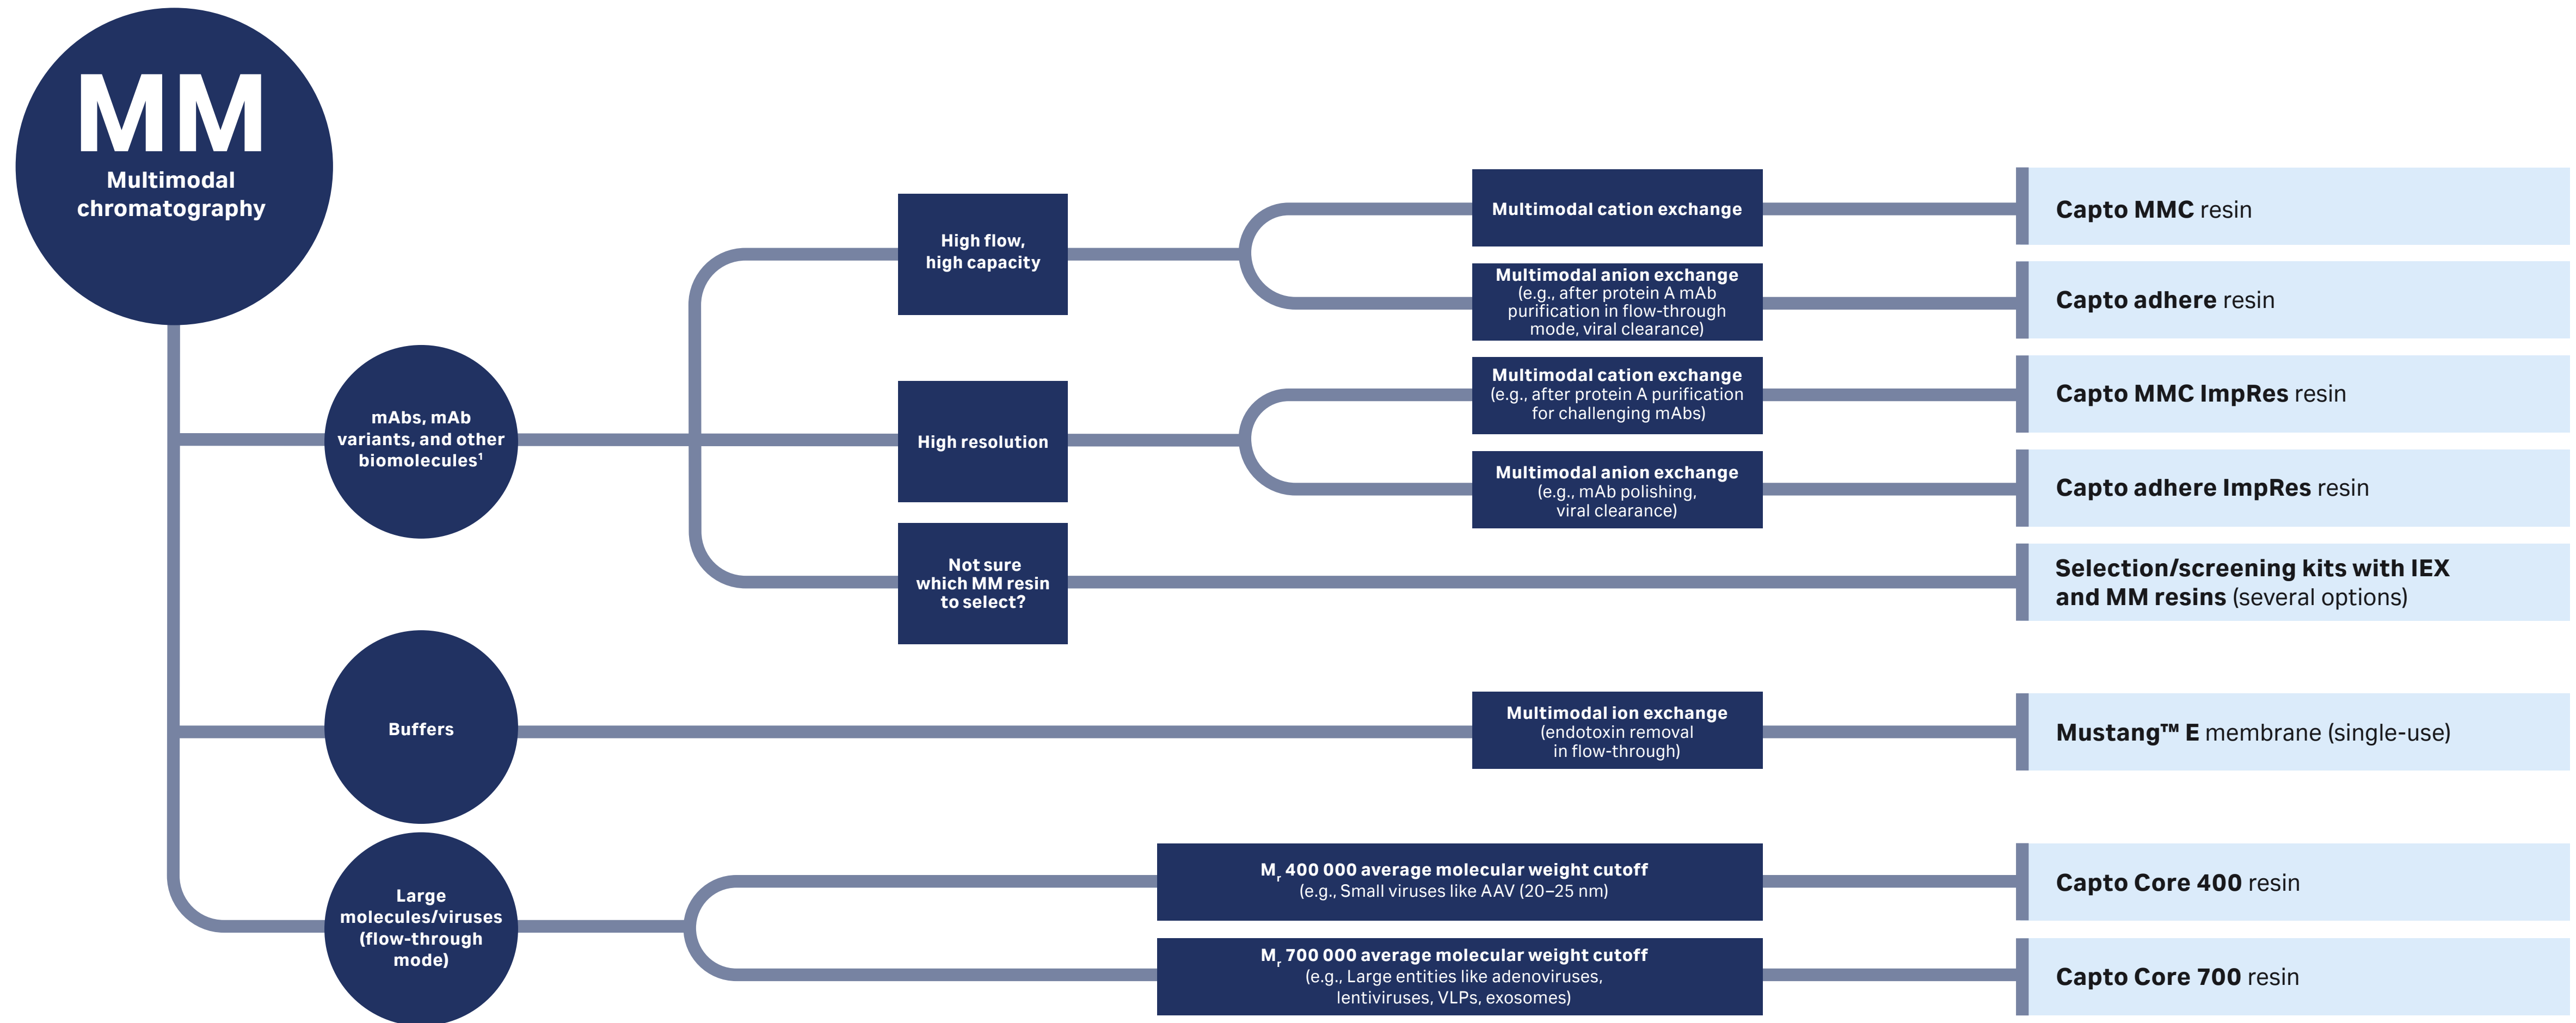 MM
Multimodal
chromatography
mAbs, mAb
variants, and other
biomolecules¹
High flow,
high capacity
Multimodal cation exchange
Capto MMC resin
Multimodal anion exchange
(e.g., after protein A mAb
purification in flow-through
mode, viral clearance)
Capto adhere resin
High resolution
Multimodal cation exchange
(e.g., after protein A purification
for challenging mAbs)
Capto MMC ImpRes resin
Multimodal anion exchange
(e.g., mAb polishing,
viral clearance)
Capto adhere ImpRes resin
Not sure
which MM resin
to select?
Selection/screening kits with IEX
and MM resins (several options)
Buffers
Multimodal ion exchange
(endotoxin removal
in flow-through)
Mustang™ E membrane (single-use)
Large
molecules/viruses
(flow-through
mode)
Mr 400 000 average molecular weight cutoff
(e.g., Small viruses like AAV (20–25 nm)
Capto Core 400 resin
Mr 700 000 average molecular weight cutoff
(e.g., Large entities like adenoviruses,
lentiviruses, VLPs, exosomes)
Capto Core 700 resin